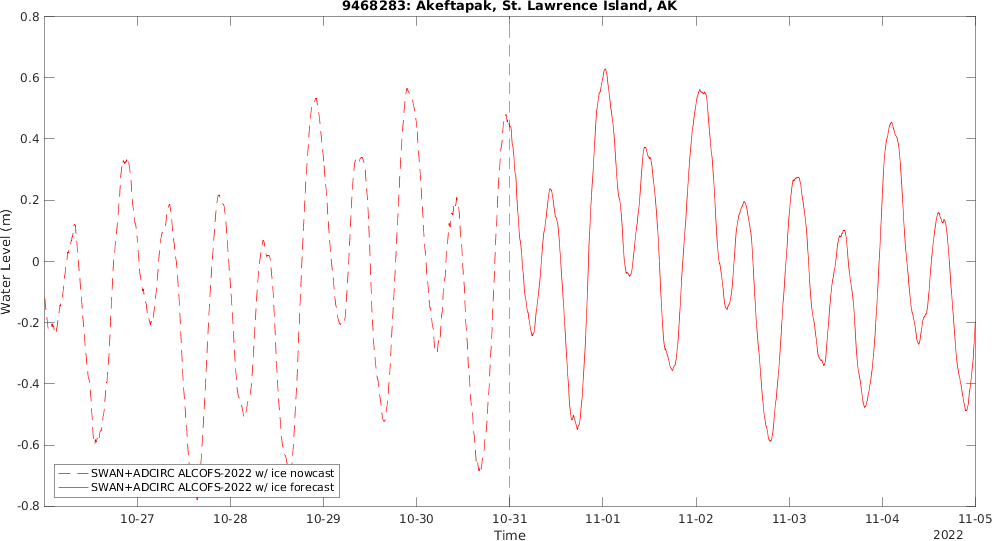 9468283: Akeftapak, St. Lawrence Island, AK
0.8
0.6
0.4
0.2
0
-0.2
-0.4
-0.6
-0.8
Water Level (m)
SWAN+ADCIRC ALCOFS-2022 w/ ice nowcast
SWAN+ADCIRC ALCOFS-2022 w/ ice forecast
10-27 10-28 10-29 10-30 10-31 11-01 11-02 11-03 11-04 11-05
Time
2022